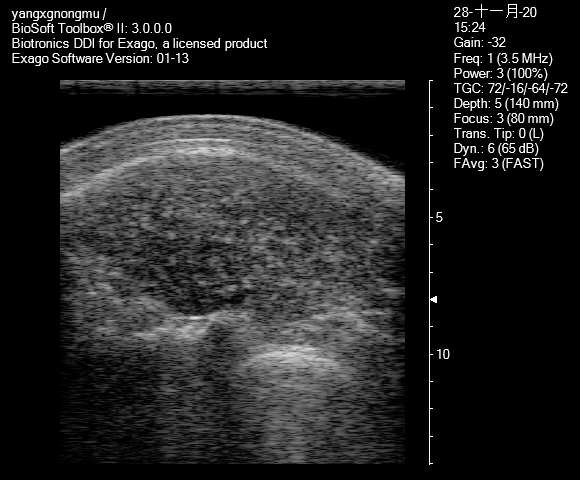 yangxgnongmu /
BioSoft Toolbox® II: 3.0.0.0
Biotronics DDI for Exago, a licensed product
Exago Software Version: 01-13
28-十一月-20
15:24
Gain: -32
Freq: 1 (3.5 MHz)
Power: 3 (100%)
TGC: 72/-16/-64/-72
Depth: 5 (140 mm)
Focus: 3 (80 mm)
Trans. Tip: 0 (L)
Dyn.: 6 (65 dB)
FAvg: 3 (FAST)
5
10